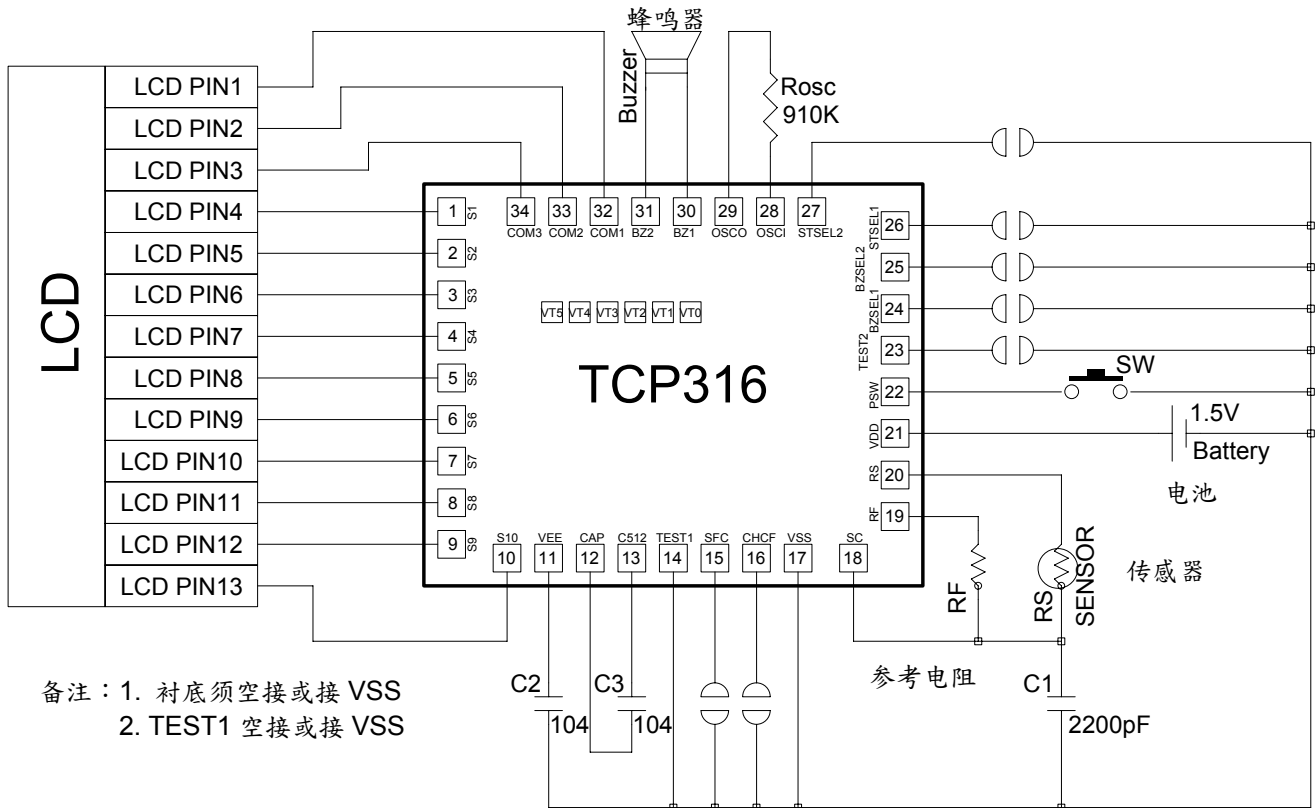 蜂鸣器
Buzzer
Rosc
910K
LCD
LCD PIN1
LCD PIN2
LCD PIN3
LCD PIN4
LCD PIN5
LCD PIN6
LCD PIN7
LCD PIN8
LCD PIN9
LCD PIN10
LCD PIN11
LCD PIN12
LCD PIN13
34 33 32 31 30 29 28 27
COM3 COM2 COM1 BZ2 BZ1 OSCO OSCI STSEL2
1 S1
2 S2
3 S3
4 S4
5 S5
6 S6
7 S7
8 S8
9 S9
VT5 VT4 VT3 VT2 VT1 VT0
TCP316
STSEL1 26
BZSEL2 25
BZSEL1 24
TEST2 23
PSW 22
VDD 21
RS 20
RF 19
S10 VEE CAP C512 TEST1 SFC CHCF VSS SC
10 11 12 13 14 15 16 17 18
SW
1.5V
Battery
电池
RF
RS
SENSOR
传感器
参考电阻
C2
104
C3
104
C1
2200pF
备注：1. 衬底须空接或接 VSS
2. TEST1 空接或接 VSS